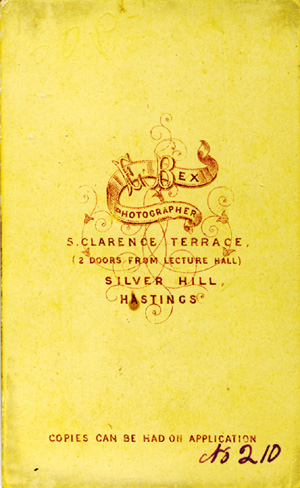 BEX
PHOTOGRAPHER
S. CLARENCE TERRACE,
(2 DOORS FROM LECTURE HALL)
SILVER HILL,
HASTINGS
COPIES CAN BE HAD ON APPLICATION
No 210